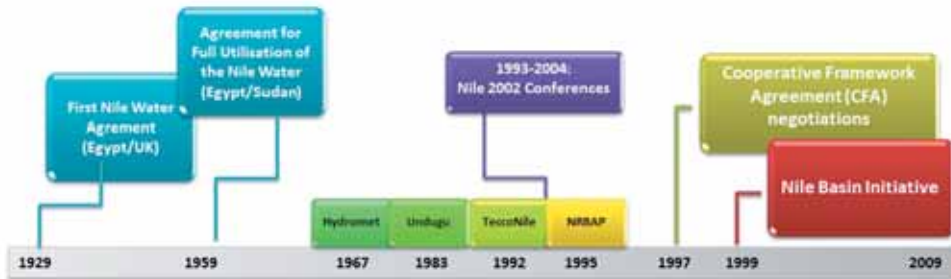 First Nile Water
Agrement
(Egypt/UK)
Agreement for
Full Utilisation of
the Nile Water
(Egypt/Sudan)
1993-2004:
Nile 2002 Conferences
Cooperative Framework
Agreement (CFA)
negotiations
Nile Basin Initiative
Hydromet
Undugu
TecconNile
NRBAP
1929
1959
1967
1983
1992
1995
1997
1999
2009